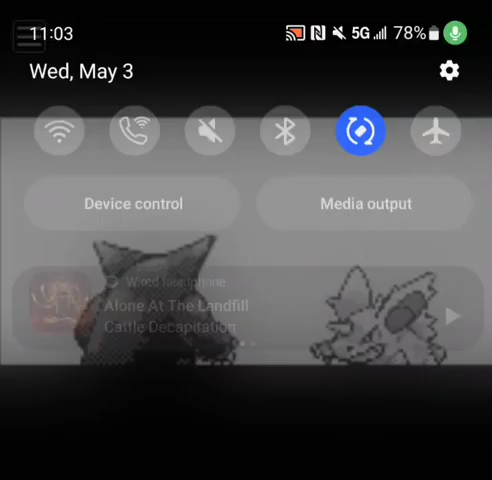 11:03
5G 78%
Wed, May 3
Device control
Media output
Wired headphone
Alone At The Landfill
Cattle Decapitation